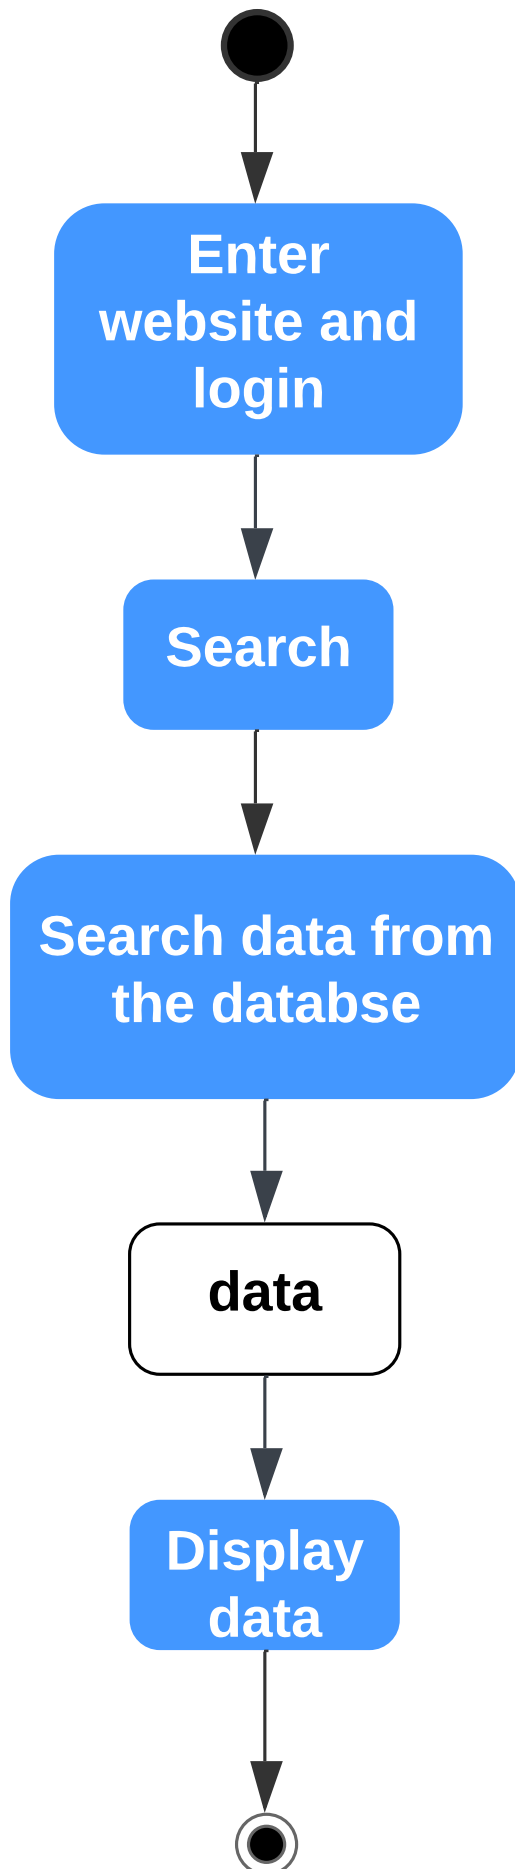 Enter
website and
login
Search
Search data from
the databse
data
Display
data